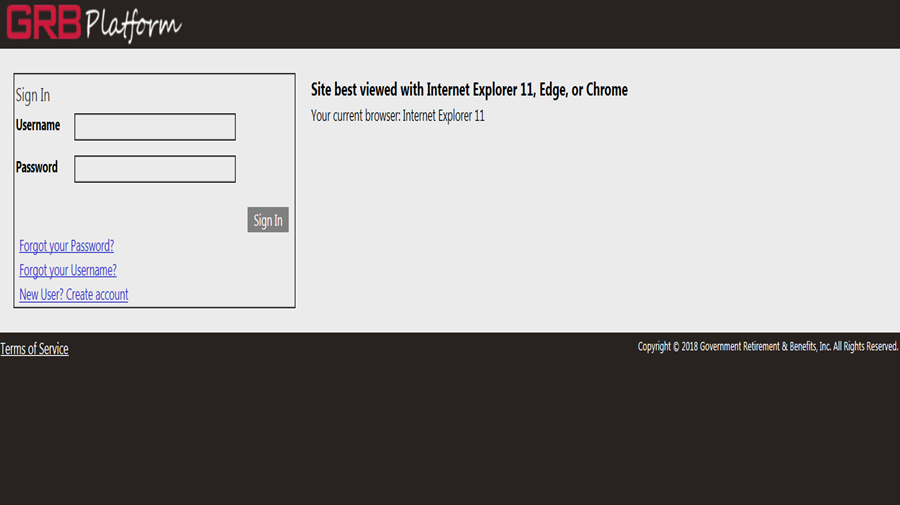 GRB Platform
Sign In
Username
Password
Sign In
Forgot your Password?
Forgot your Username?
New User? Create account
Site best viewed with Internet Explorer 11, Edge, or Chrome
Your current browser: Internet Explorer 11
Terms of Service
Copyright © 2018 Government Retirement & Benefits, Inc. All Rights Reserved.